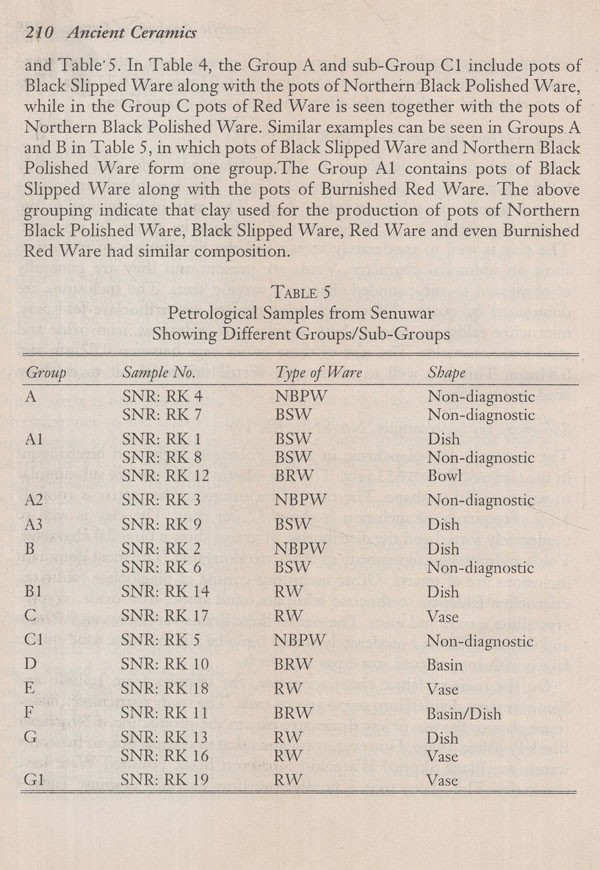 210 Ancient Ceramics
and Table 5. In Table 4, the Group A and sub-Group C1 include pots of
Black Slipped Ware along with the pots of Northern Black Polished Ware,
while in the Group C pots of Red Ware is seen together with the pots of
Northern Black Polished Ware. Similar examples can be seen in Groups A
and B in Table 5, in which pots of Black Slipped Ware and Northern Black
Polished Ware form one group.The Group A1 contains pots of Black
Slipped Ware along with the pots of Burnished Red Ware. The above
grouping indicate that clay used for the production of pots of Northern
Black Polished Ware, Black Slipped Ware, Red Ware and even Burnished
Red Ware had similar composition.
TABLE 5
Petrological Samples from Senuwar
Showing Different Groups/Sub-Groups
Group Sample No. Type of Ware Shape
A SNR: RK 4 NBPW Non-diagnostic
SNR: RK 7 BSW Non-diagnostic
A1 SNR: RK 1 BSW Dish
SNR: RK 8 BSW Non-diagnostic
SNR: RK 12 BRW Bowl
A2 SNR: RK 3 NBPW Non-diagnostic
A3 SNR: RK 9 BSW Dish
B SNR: RK 2 NBPW Dish
SNR: RK 6 BSW Non-diagnostic
B1 SNR: RK 14 RW Dish
C SNR: RK 17 RW Vase
C1 SNR: RK 5 NBPW Non-diagnostic
D SNR: RK 10 BRW Basin
E SNR: RK 18 RW Vase
F SNR: RK 11 BRW Basin/Dish
G SNR: RK 13 RW Dish
SNR: RK 16 RW Vase
G1 SNR: RK 19 RW Vase